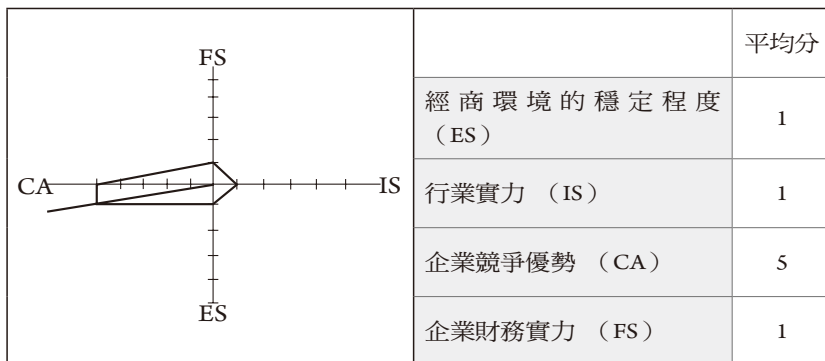 FS
CA
IS
ES
平均分
經商環境的穩定程度
（ES）
1
行業實力 （IS）
1
企業競爭優勢 （CA）
5
企業財務實力 （FS）
1